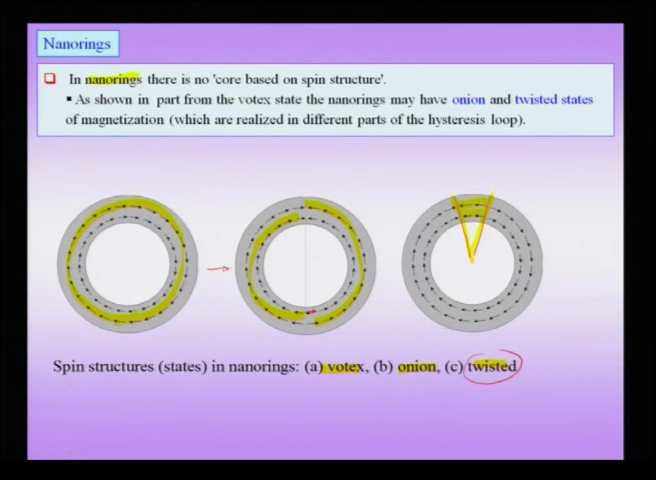 Nanorings
In nanorings there is no 'core based on spin structure'.
▪ As shown in part from the votex state the nanorings may have onion and twisted states
of magnetization (which are realized in different parts of the hysteresis loop).
Spin structures (states) in nanorings: (a) votex, (b) onion, (c) twisted